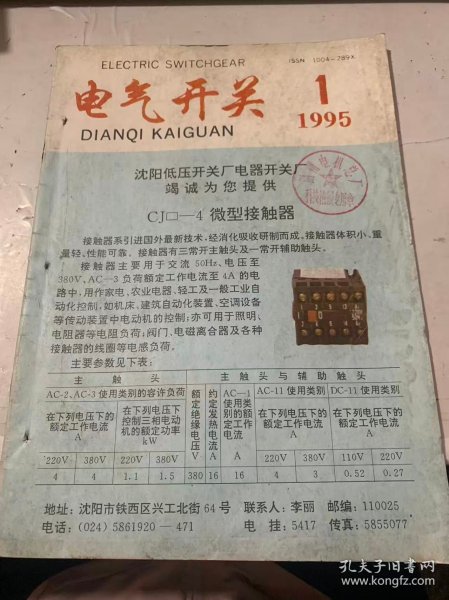 ELECTRIC SWITCHGEAR
ISSN 1004-789X
电气开关
1
DIANQI KAIGUAN
1995
沈阳低压开关厂电器开关厂
竭诚为您提供
CJ□—4 微型接触器
接触器系引进国外最新技术,经消化吸收研制而成。接触器体积小、重
量轻、性能可靠。接触器有三常开主触头及一常开辅助触头。
接触器主要用于交流 50Hz、电压至
380V、AC—3 负荷额定工作电流至 4A 的电
路中,用作家电、农业电器、轻工及一般工业自
动化控制,如机床、建筑自动化装置、空调设备
等传动装置中电动机的控制;亦可用于照明、
电阻器等电阻负荷;阀门、电磁离合器及各种
接触器的线圈等电感负荷。
主要参数见下表:
主触头
主触头与辅助触头
AC-2、AC-3 使用类别的容许负荷
额定绝缘电压 V
约定发热电流 A
AC—1 使用类别的额定工作电流 A
AC-11 使用类别
DC-11 使用类别
在下列电压下的额定工作电流 A
在下列电压下控制三相电动机的额定功率 kW
在下列电压下的额定工作电流 A
在下列电压下的额定工作电流 A
220V 380V 220V 380V 220V 380V 110V 220V
4 4 1.1 1.5 380 16 16 4 3 0.52 0.27
地址:沈阳市铁西区兴工北街 64 号 联系人:李丽 邮编:110025
电话:(024) 5861920—471 电挂:5417 传真:5855077
孔夫子旧书网
www.kongfz.com